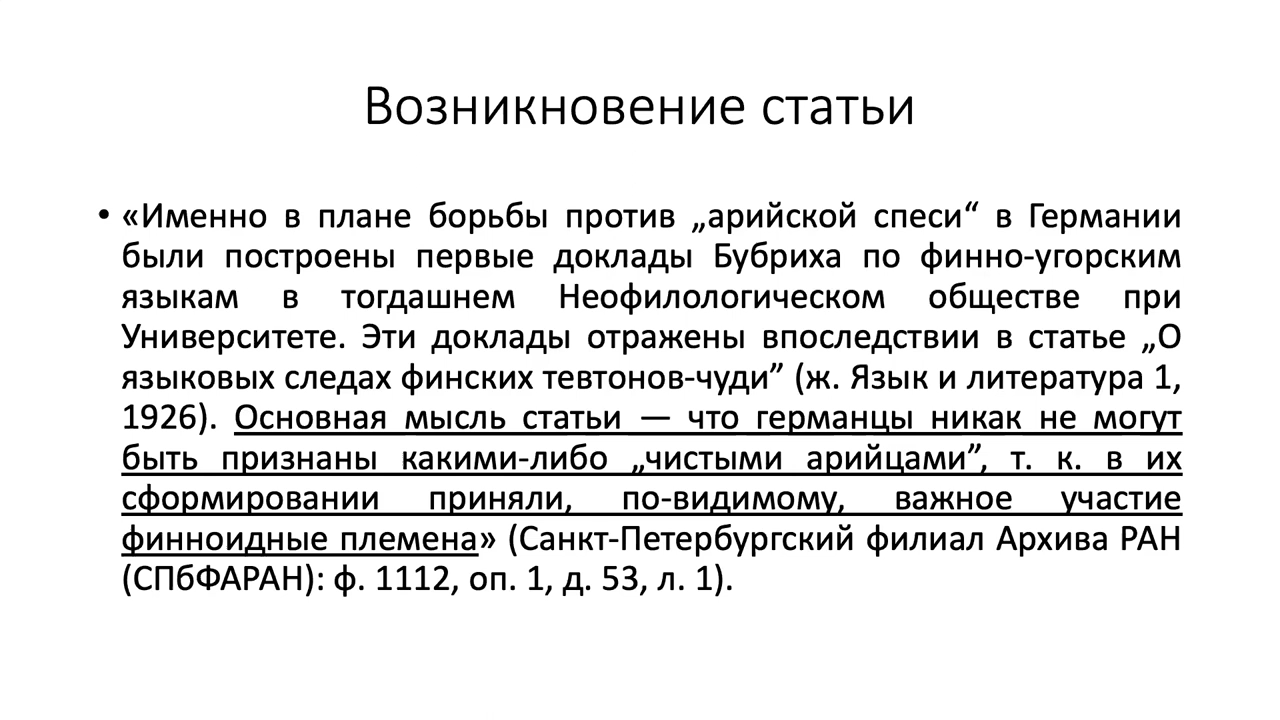 Возникновение статьи
• «Именно в плане борьбы против „арийской спеси“ в Германии
были построены первые доклады Бубриха по финно-угорским
языкам в тогдашнем Неофилологическом обществе при
Университете. Эти доклады отражены впоследствии в статье „О
языковых следах финских тевтонов-чуди” (ж. Язык и литература 1,
1926). Основная мысль статьи — что германцы никак не могут
быть признаны какими-либо „чистыми арийцами”, т. к. в их
сформировании приняли, по-видимому, важное участие
финноидные племена» (Санкт-Петербургский филиал Архива РАН
(СПбФАРАН): ф. 1112, оп. 1, д. 53, л. 1).